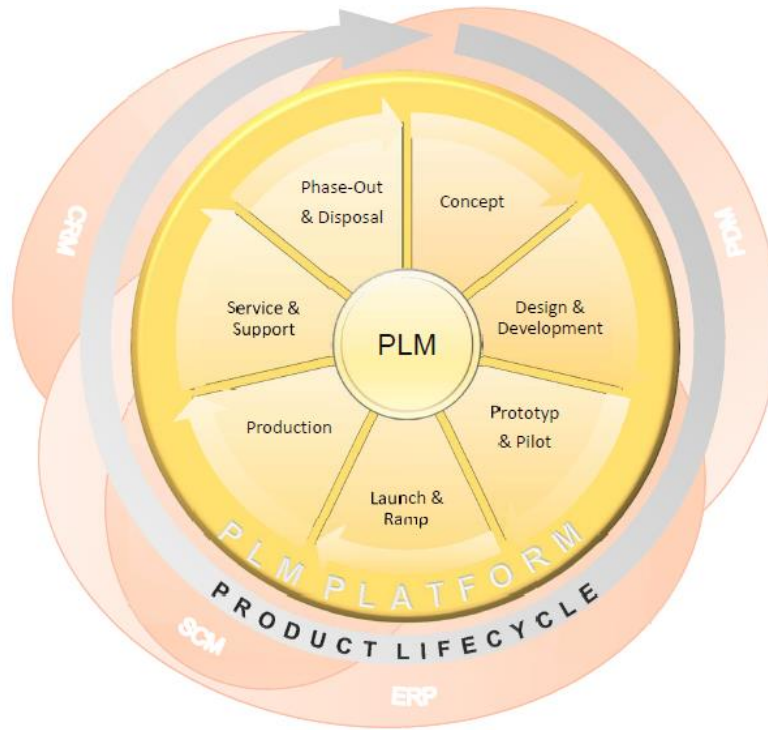 Phase-Out
& Disposal
Concept
CRM
PDM
Service &
Support
PLM
Design &
Development
Production
Prototyp
& Pilot
Launch &
Ramp
PLM PLATFORM
PRODUCT LIFECYCLE
SCM
ERP